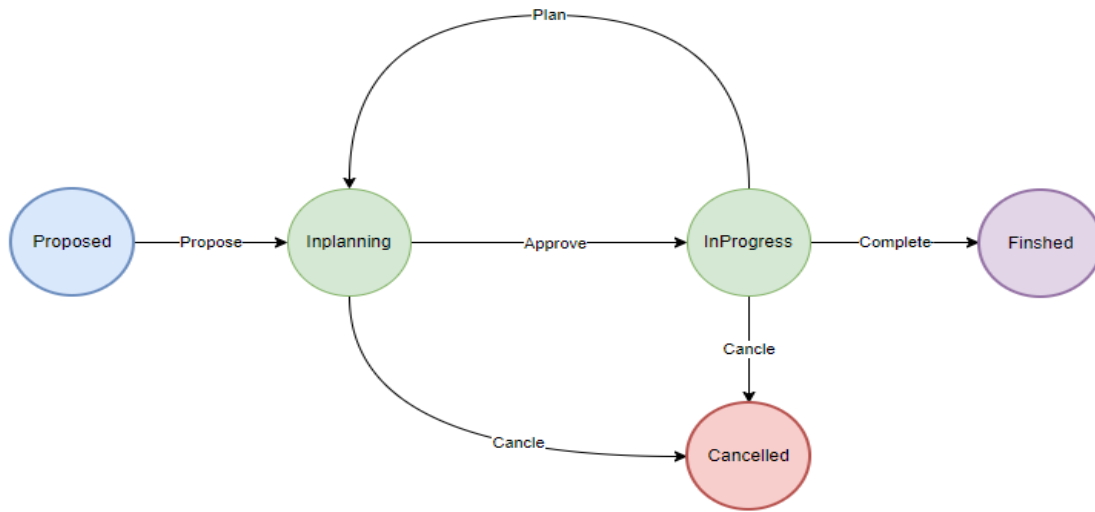 Plan
Proposed
Propose
Inplanning
Approve
InProgress
Complete
Finshed
Cancle
Cancle
Cancelled